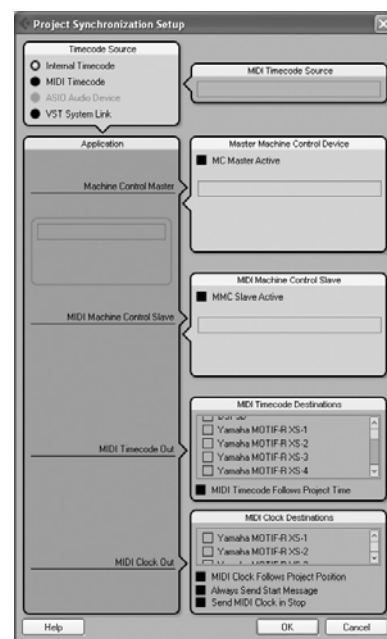 Project Synchronization Setup
Timecode Source
Internal Timecode
MIDI Timecode
ASIO Audio Device
VST System Link
MIDI Timecode Source
Application
Machine Control Master
MIDI Machine Control Slave
MIDI Timecode Out
MIDI Clock Out
Master Machine Control Device
MC Master Active
MIDI Machine Control Slave
MMC Slave Active
MIDI Timecode Destinations
Yamaha MOTIF-R XS-1
Yamaha MOTIF-R XS-2
Yamaha MOTIF-R XS-3
Yamaha MOTIF-R XS-4
MIDI Timecode Follows Project Time
MIDI Clock Destinations
Yamaha MOTIF-R XS-1
Yamaha MOTIF-R XS-2
MIDI Clock Follows Project Position
Always Send Start Message
Send MIDI Clock in Stop
Help
OK
Cancel